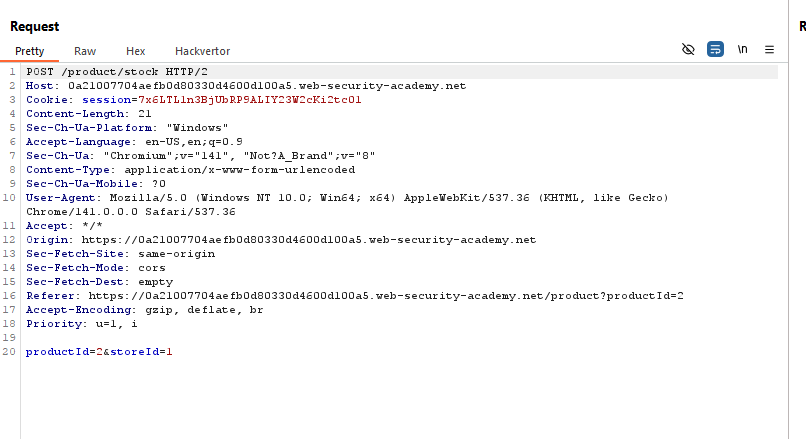 Request
R
Pretty Raw Hex Hackvertor
\n
1 POST /product/stock HTTP/2
2 Host: 0a21007704aefb0d80330d4600d100a5.web-security-academy.net
3 Cookie: session=7x6LTLln3BjUbRP9ALIY23W2cKi2tc0l
4 Content-Length: 21
5 Sec-Ch-Ua-Platform: "Windows"
6 Accept-Language: en-US,en;q=0.9
7 Sec-Ch-Ua: "Chromium";v="141", "Not?A_Brand";v="8"
8 Content-Type: application/x-www-form-urlencoded
9 Sec-Ch-Ua-Mobile: ?0
10 User-Agent: Mozilla/5.0 (Windows NT 10.0; Win64; x64) AppleWebKit/537.36 (KHTML, like Gecko)
Chrome/141.0.0.0 Safari/537.36
11 Accept: */*
12 Origin: https://0a21007704aefb0d80330d4600d100a5.web-security-academy.net
13 Sec-Fetch-Site: same-origin
14 Sec-Fetch-Mode: cors
15 Sec-Fetch-Dest: empty
16 Referer: https://0a21007704aefb0d80330d4600d100a5.web-security-academy.net/product?productId=2
17 Accept-Encoding: gzip, deflate, br
18 Priority: u=1, i
19
20 productId=2&storeId=1